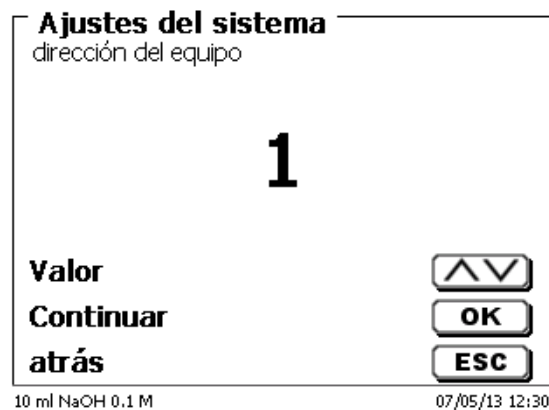 Ajustes del sistema
dirección del equipo
1
Valor
Continuar OK
atrás ESC
10 ml NaOH 0.1 M 07/05/13 12:30